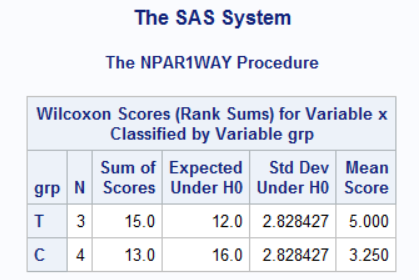 The SAS System
The NPAR1WAY Procedure
Wilcoxon Scores (Rank Sums) for Variable x
Classified by Variable grp
grp N Sum of Scores Expected Under H0 Std Dev Under H0 Mean Score
T 3 15.0 12.0 2.828427 5.000
C 4 13.0 16.0 2.828427 3.250